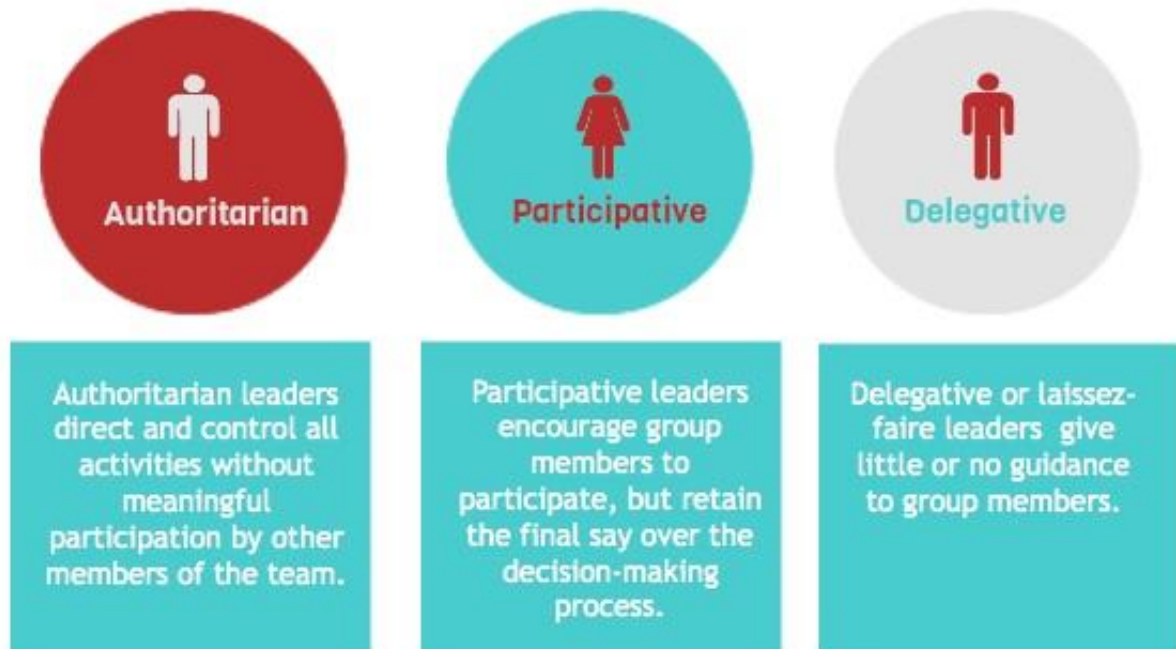 Authoritarian
Participative
Delegative
Authoritarian leaders
direct and control all
activities without
meaningful
participation by other
members of the team.
Participative leaders
encourage group
members to
participate, but retain
the final say over the
decision-making
process.
Delegative or laissez-
faire leaders give
little or no guidance
to group members.